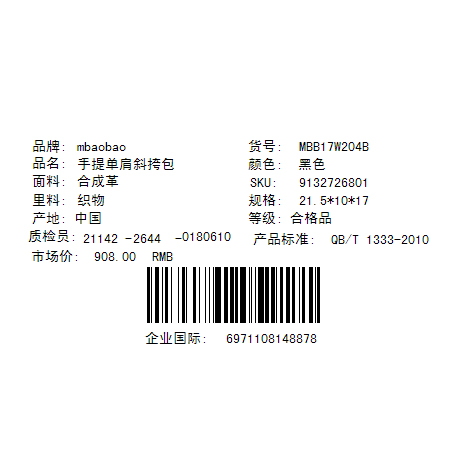 品牌： mbaobao 货号： MBB17W204B
品名： 手提单肩斜挎包 颜色： 黑色
面料： 合成革 SKU: 9132726801
里料： 织物 规格： 21.5*10*17
产地：中国 等级：合格品
质检员：21142 -2644 -0180610 产品标准： QB/T 1333-2010
市场价： 908.00 RMB
企业国际： 6971108148878